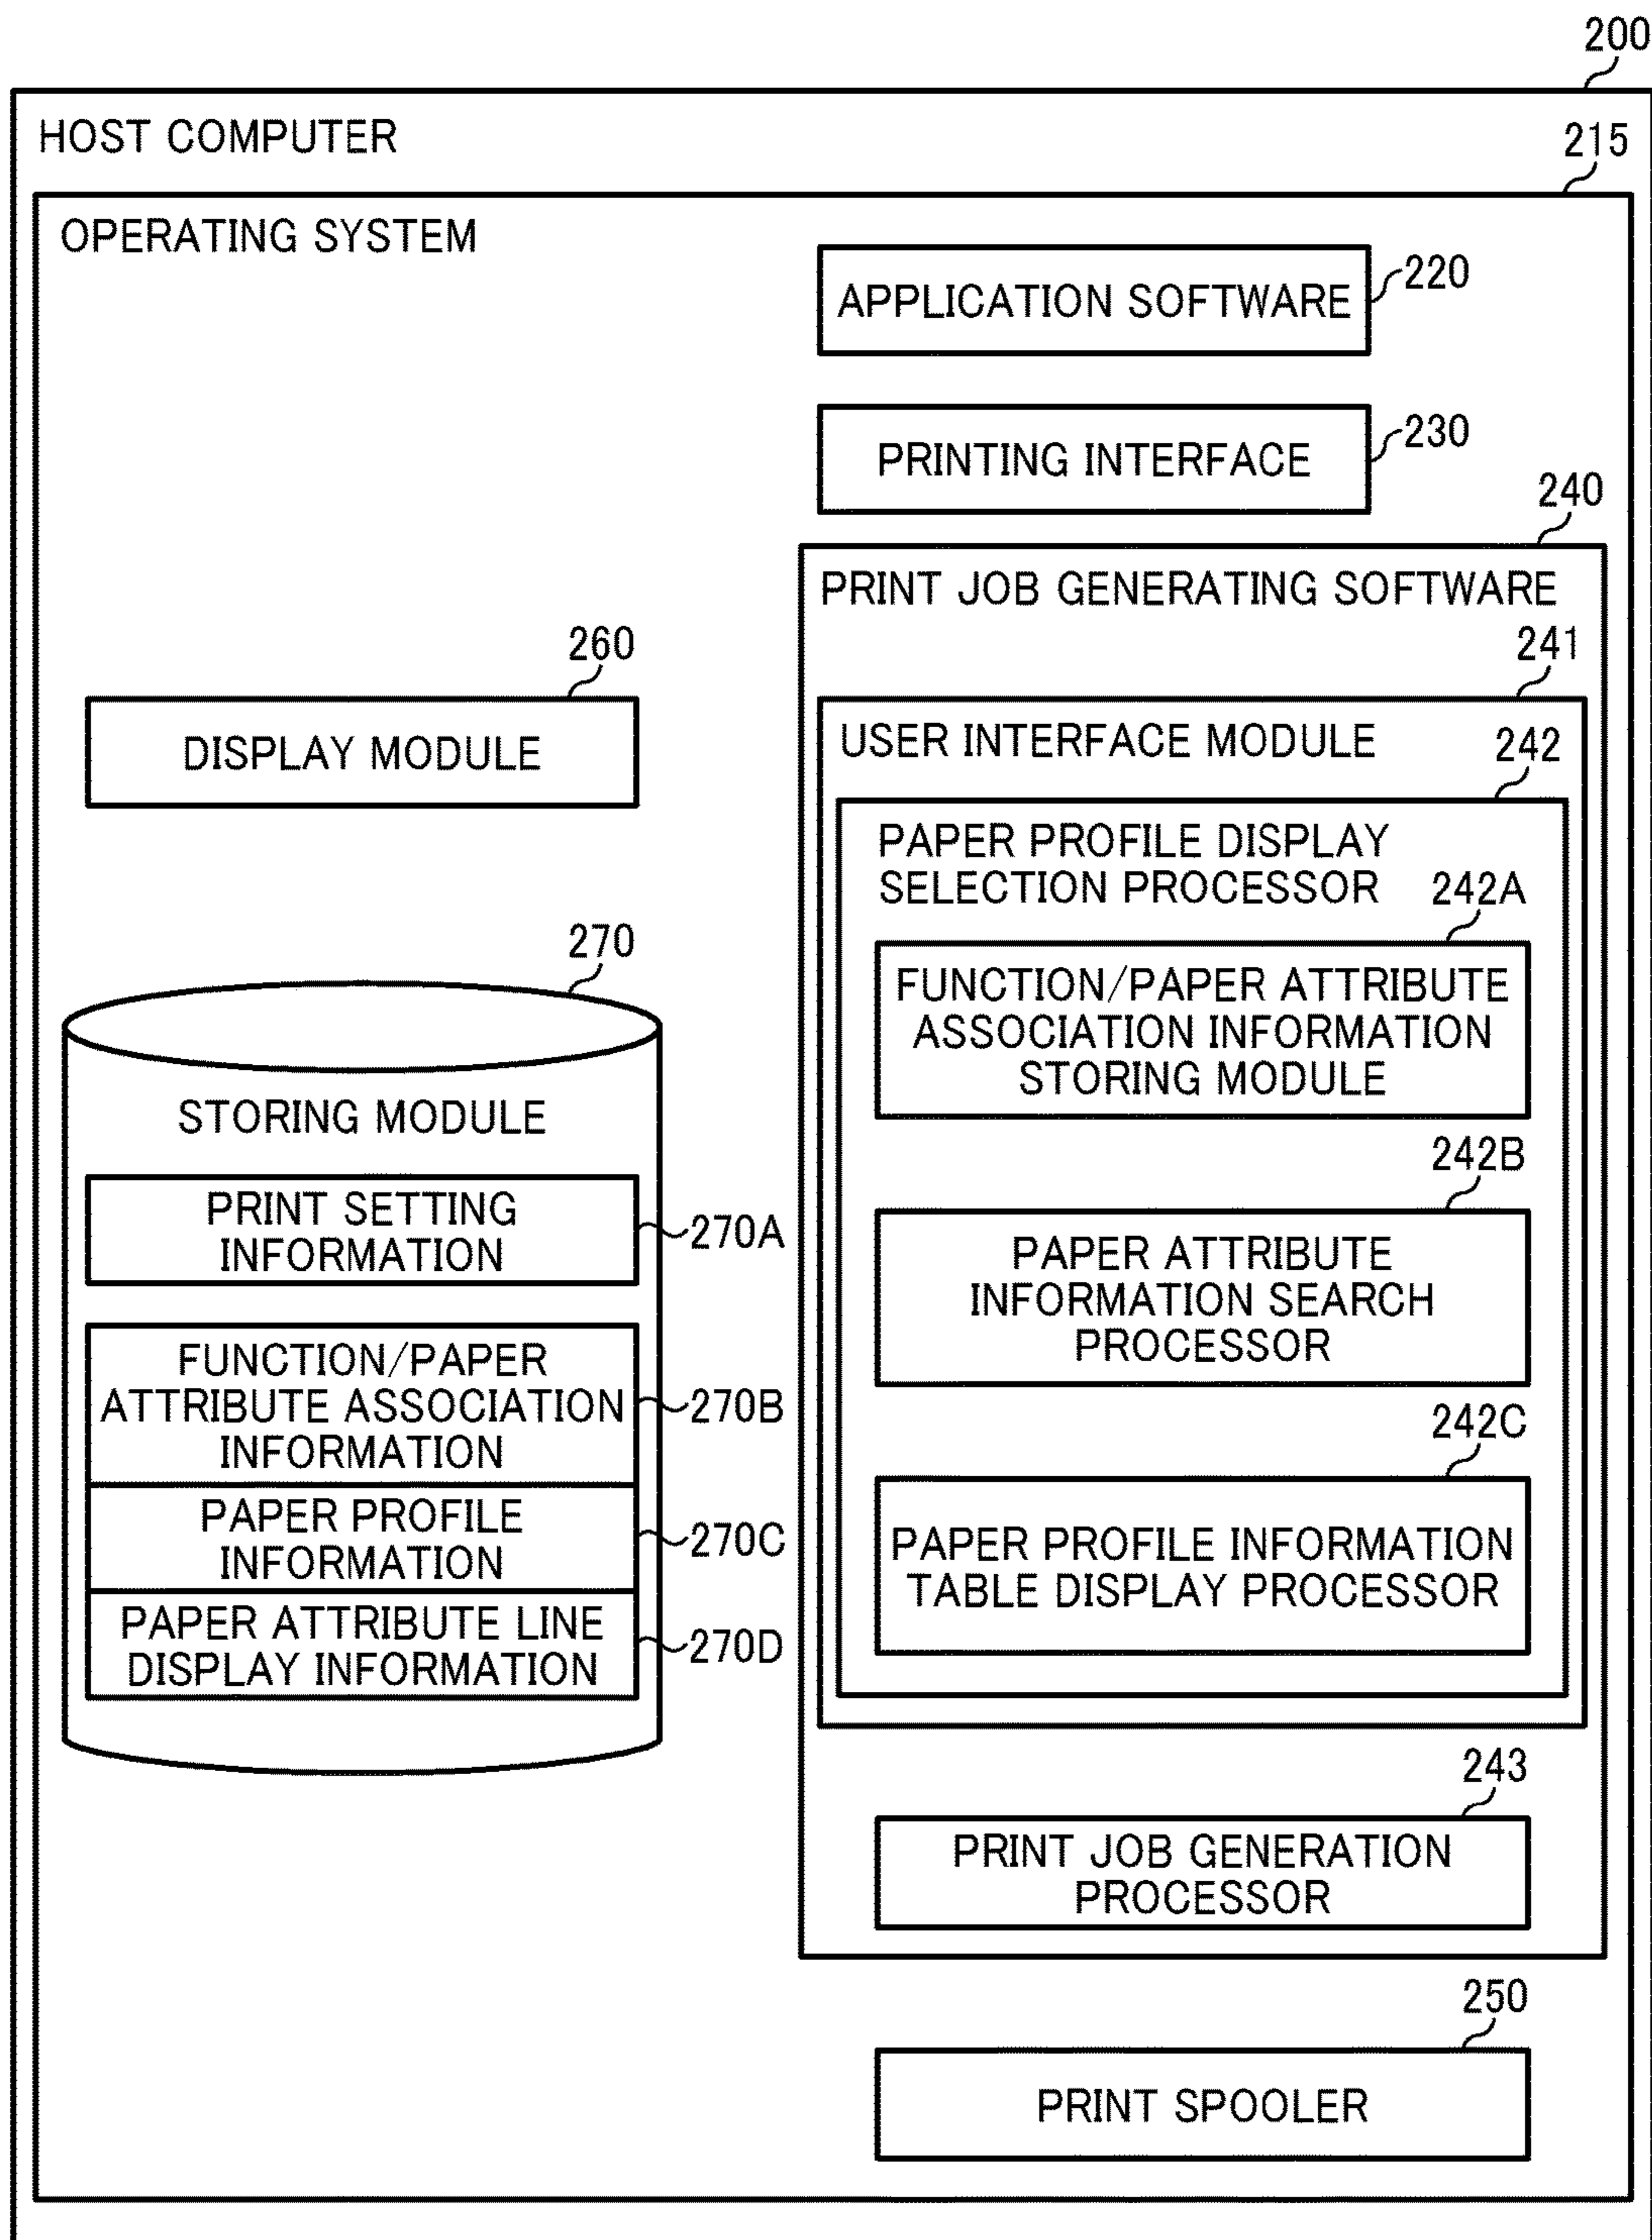 200
HOST COMPUTER
215
OPERATING SYSTEM
APPLICATION SOFTWARE
220
PRINTING INTERFACE
230
240
PRINT JOB GENERATING SOFTWARE
260
DISPLAY MODULE
241
USER INTERFACE MODULE
242
PAPER PROFILE DISPLAY
SELECTION PROCESSOR
242A
FUNCTION/PAPER ATTRIBUTE
ASSOCIATION INFORMATION
STORING MODULE
242B
PAPER ATTRIBUTE
INFORMATION SEARCH
PROCESSOR
242C
PAPER PROFILE INFORMATION
TABLE DISPLAY PROCESSOR
270
STORING MODULE
PRINT SETTING
INFORMATION
270A
FUNCTION/PAPER
ATTRIBUTE ASSOCIATION
INFORMATION
270B
PAPER PROFILE
INFORMATION
270C
PAPER ATTRIBUTE LINE
DISPLAY INFORMATION
270D
243
PRINT JOB GENERATION
PROCESSOR
250
PRINT SPOOLER